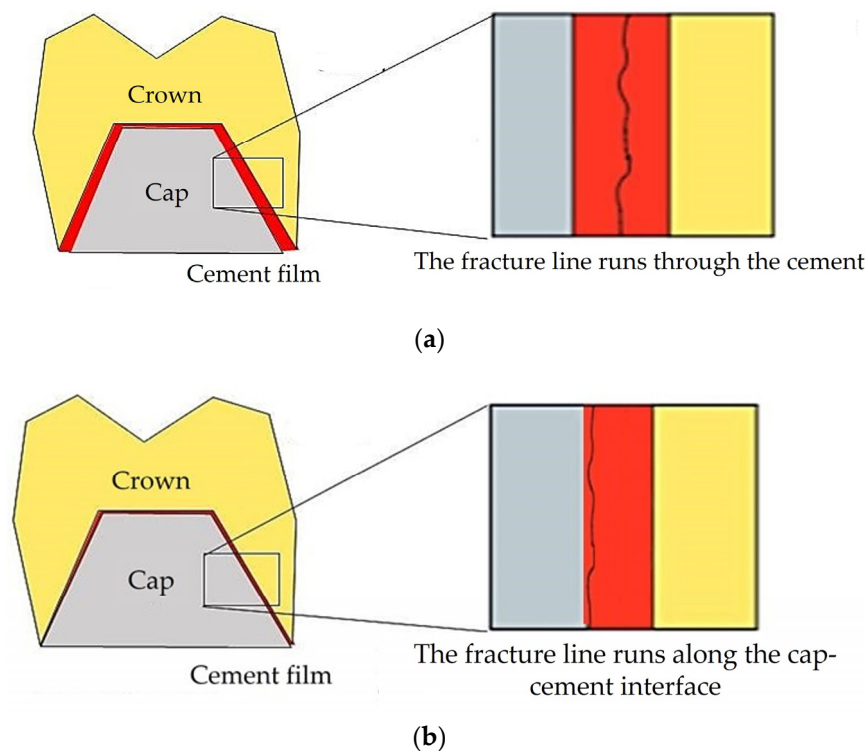 Crown
Cap
Cement film
The fracture line runs through the cement
(a)
Crown
Cap
Cement film
The fracture line runs along the cap-
cement interface
(b)